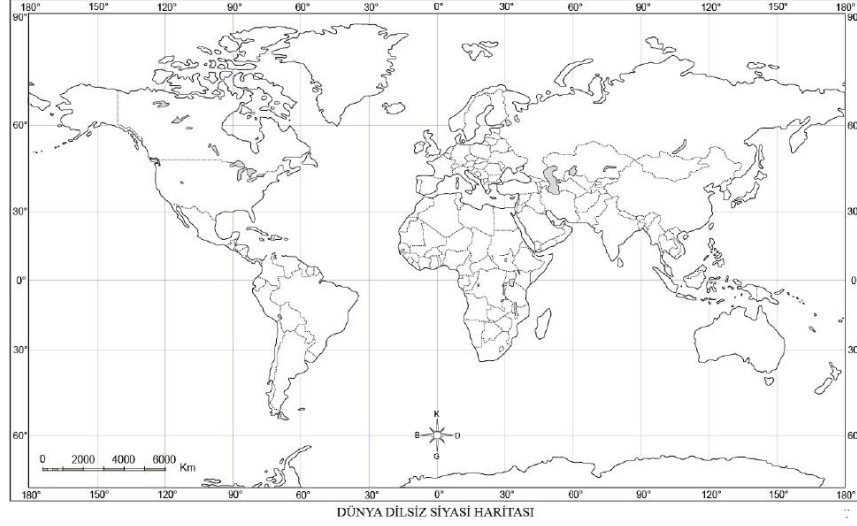 180° 150° 120° 90° 60° 30° 0° 30° 60° 90° 120° 150° 180°
90° 90°
60° 60°
30° 30
0° 0°
30° 30
60° 60°
K
B D
G
0 2000 4000 6000
Km
180° 150° 120° 90° 60° 30° 0° 30° 60° 90° 120° 150° 180°
DÜNYA DİLSİZ SİYASİ HARİTASI